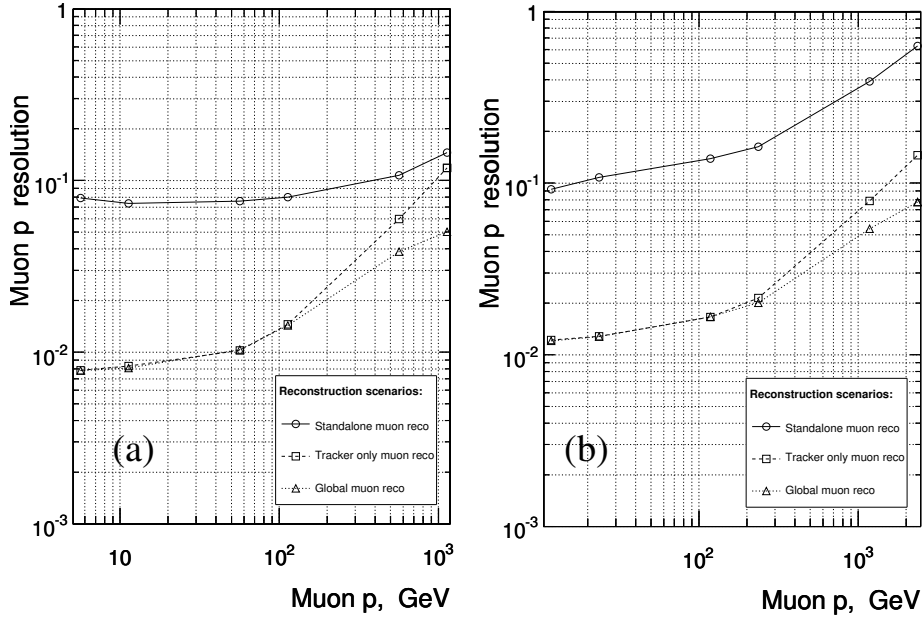 Muon p resolution
1
10-1
10-2
10-3
10
102
103
Muon p, GeV
(a)
Reconstruction scenarios:
Standalone muon reco
Tracker only muon reco
Global muon reco
Muon p resolution
1
10-1
10-2
10-3
102
103
Muon p, GeV
(b)
Reconstruction scenarios:
Standalone muon reco
Tracker only muon reco
Global muon reco